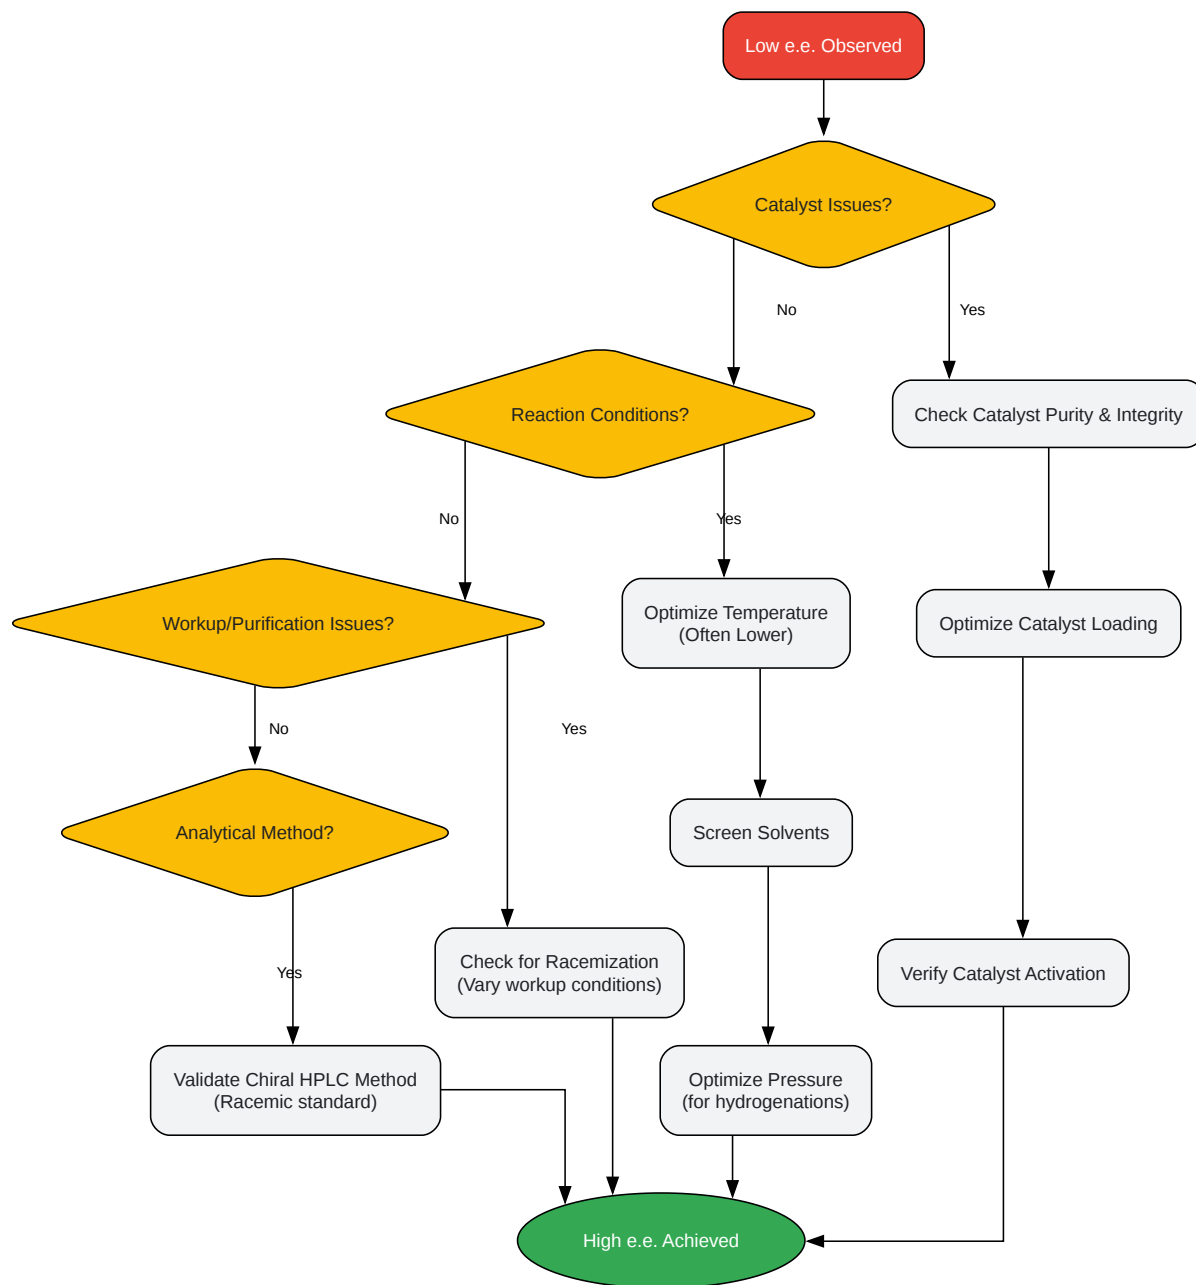 Low e.e. Observed
Catalyst Issues?
No
Yes
Reaction Conditions?
Check Catalyst Purity & Integrity
No
Yes
Workup/Purification Issues?
Optimize Temperature
(Often Lower)
Optimize Catalyst Loading
No
Yes
Analytical Method?
Screen Solvents
Check for Racemization
(Vary workup conditions)
Verify Catalyst Activation
Yes
Validate Chiral HPLC Method
(Racemic standard)
Optimize Pressure
(for hydrogenations)
High e.e. Achieved